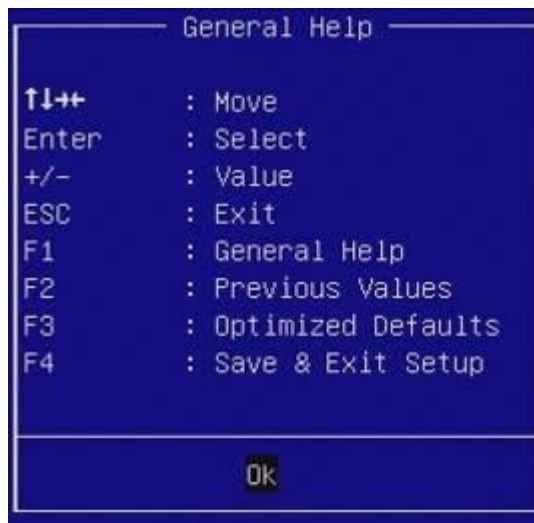 General Help
↑↓→← : Move
Enter : Select
+/- : Value
ESC : Exit
F1 : General Help
F2 : Previous Values
F3 : Optimized Defaults
F4 : Save & Exit Setup
Ok